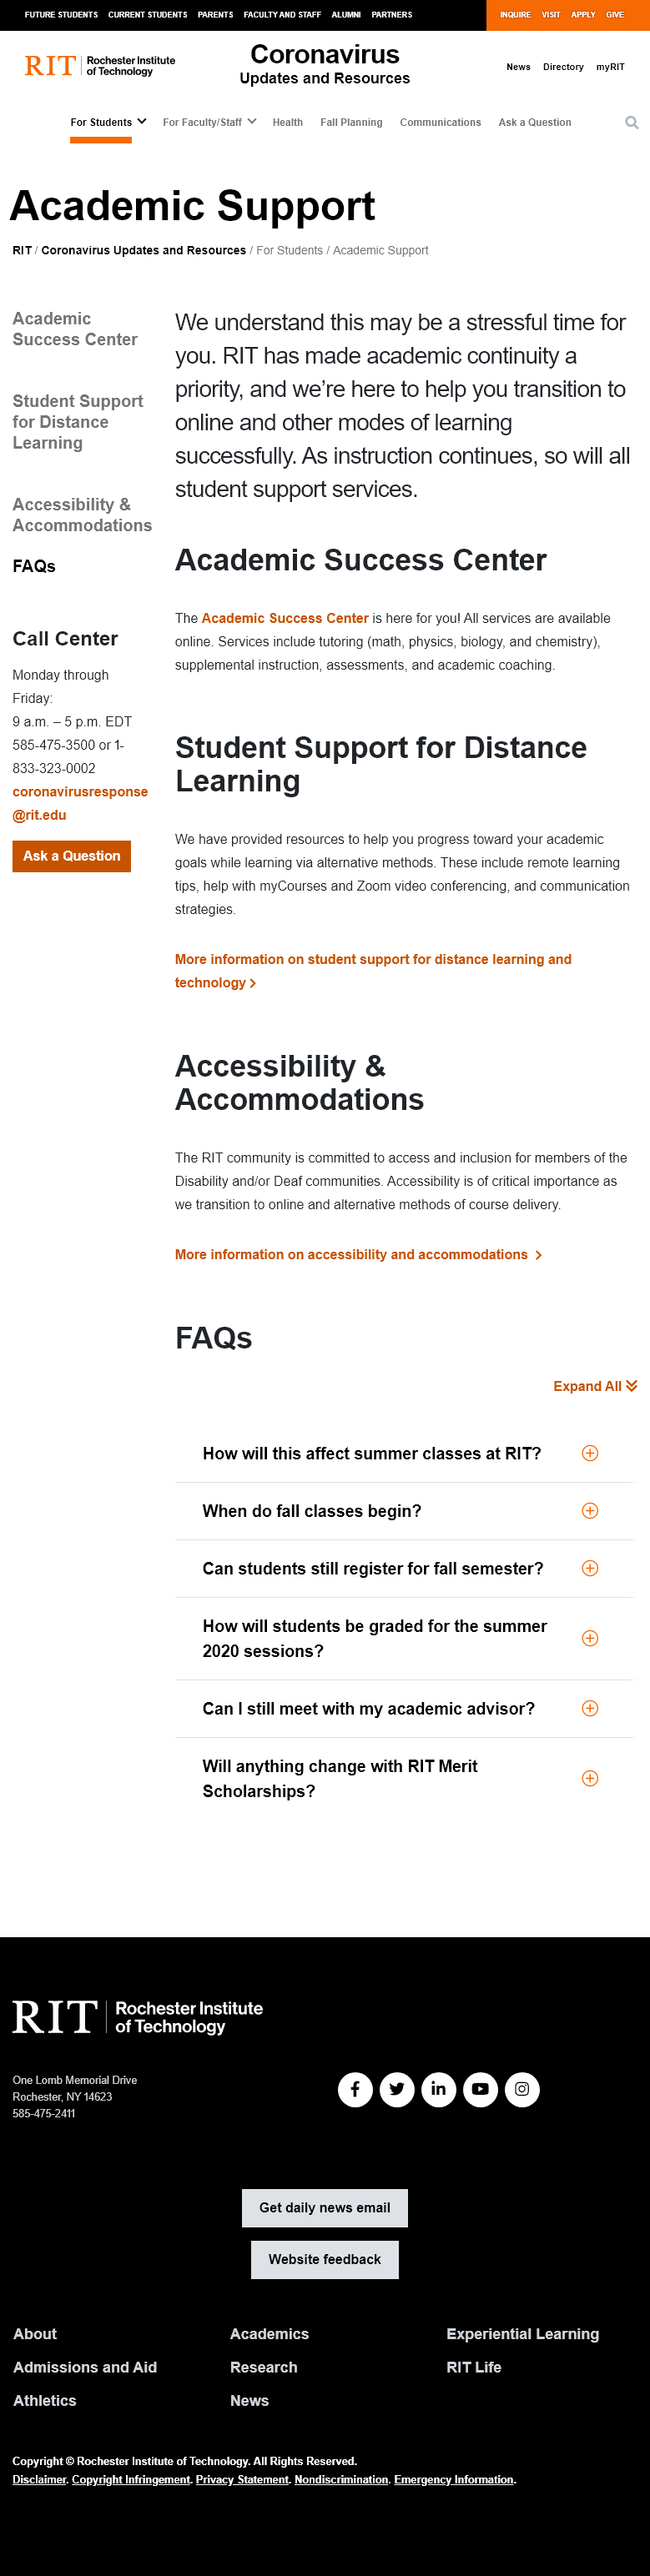 FUTURE STUDENTS CURRENT STUDENTS PARENTS FACULTY AND STAFF ALUMNI PARTNERS INQUIRE VISIT APPLY GIVE
RIT Rochester Institute
of Technology
Coronavirus
Updates and Resources
News Directory myRIT
For Students For Faculty/Staff Health Fall Planning Communications Ask a Question
Academic Support
RIT / Coronavirus Updates and Resources / For Students / Academic Support
Academic
Success Center
Student Support
for Distance
Learning
Accessibility &
Accommodations
FAQs
Call Center
Monday through
Friday:
9 a.m. – 5 p.m. EDT
585-475-3500 or 1-
833-323-0002
coronavirusresponse
@rit.edu
Ask a Question
We understand this may be a stressful time for
you. RIT has made academic continuity a
priority, and we’re here to help you transition to
online and other modes of learning
successfully. As instruction continues, so will all
student support services.
Academic Success Center
The Academic Success Center is here for you! All services are available
online. Services include tutoring (math, physics, biology, and chemistry),
supplemental instruction, assessments, and academic coaching.
Student Support for Distance
Learning
We have provided resources to help you progress toward your academic
goals while learning via alternative methods. These include remote learning
tips, help with myCourses and Zoom video conferencing, and communication
strategies.
More information on student support for distance learning and
technology
Accessibility &
Accommodations
The RIT community is committed to access and inclusion for members of the
Disability and/or Deaf communities. Accessibility is of critical importance as
we transition to online and alternative methods of course delivery.
More information on accessibility and accommodations
FAQs
Expand All
How will this affect summer classes at RIT?
When do fall classes begin?
Can students still register for fall semester?
How will students be graded for the summer
2020 sessions?
Can I still meet with my academic advisor?
Will anything change with RIT Merit
Scholarships?
RIT Rochester Institute
of Technology
One Lomb Memorial Drive
Rochester, NY 14623
585-475-2411
Get daily news email
Website feedback
About Academics Experiential Learning
Admissions and Aid Research RIT Life
Athletics News
Copyright © Rochester Institute of Technology. All Rights Reserved.
Disclaimer. Copyright Infringement. Privacy Statement. Nondiscrimination. Emergency Information.